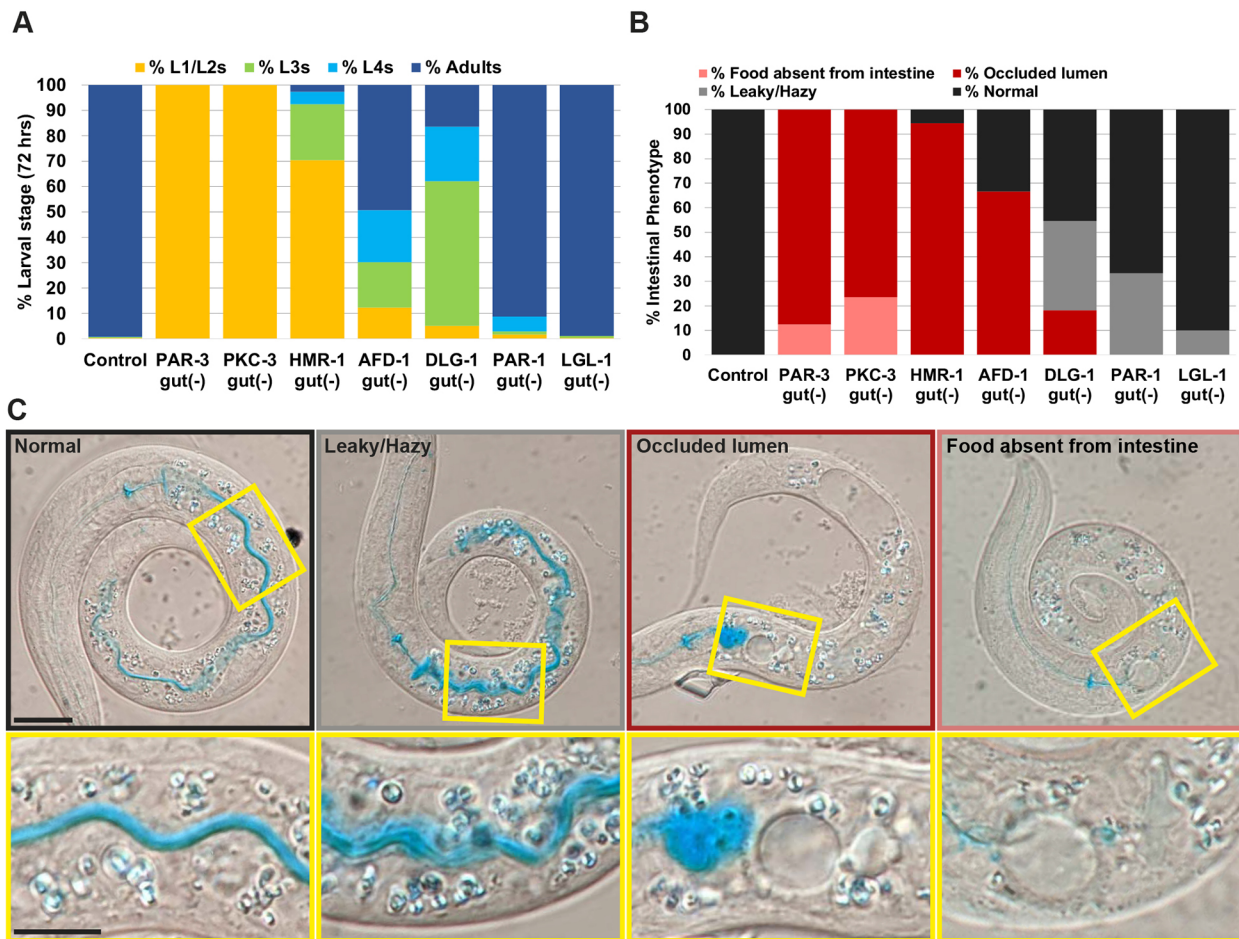 A
% L1/L2s % L3s % L4s % Adults
% Larval stage (72 hrs)
100
90
80
70
60
50
40
30
20
10
0
Control PAR-3 PKC-3 HMR-1 AFD-1 DLG-1 PAR-1 LGL-1
gut(-) gut(-) gut(-) gut(-) gut(-) gut(-) gut(-)
B
% Food absent from intestine % Occluded lumen
% Leaky/Hazy % Normal
% Intestinal Phenotype
100
90
80
70
60
50
40
30
20
10
0
Control PAR-3 PKC-3 HMR-1 AFD-1 DLG-1 PAR-1 LGL-1
gut(-) gut(-) gut(-) gut(-) gut(-) gut(-) gut(-)
C
Normal Leaky/Hazy Occluded lumen Food absent from intestine